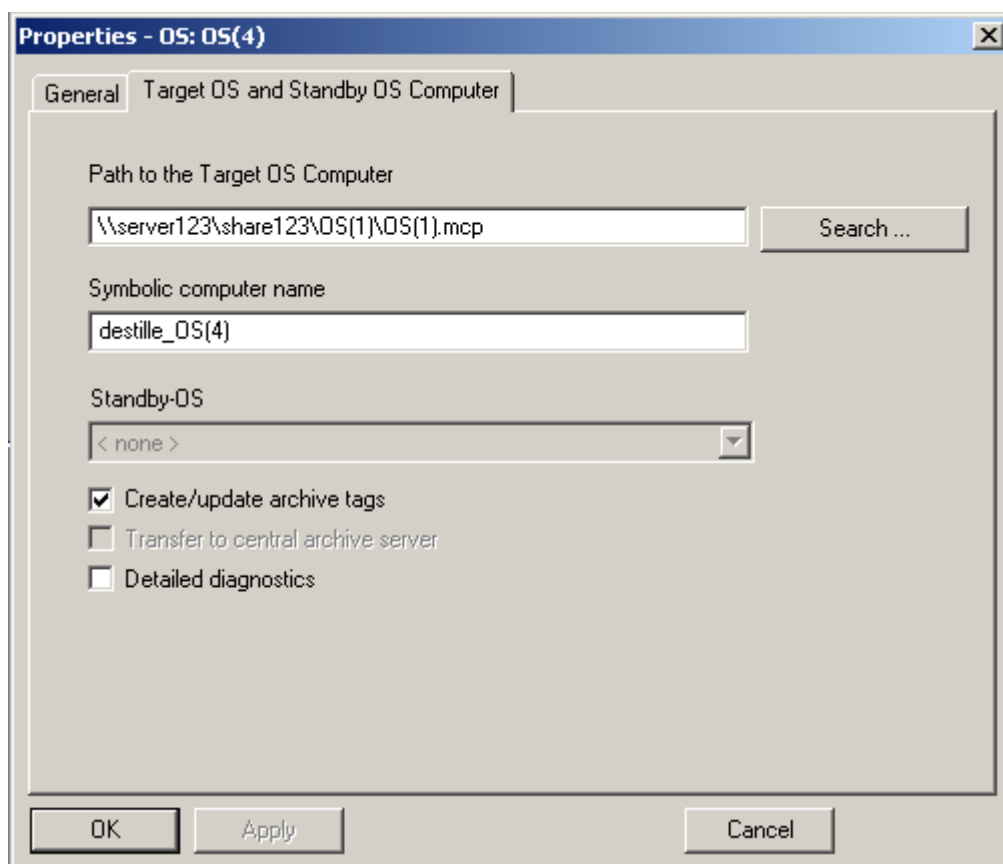 Properties - OS: OS(4)
General
Target OS and Standby OS Computer
Path to the Target OS Computer
\\server123\share123\OS(1)\OS(1).mcp
Search ...
Symbolic computer name
destille_OS(4)
Standby-OS
< none >
Create/update archive tags
Transfer to central archive server
Detailed diagnostics
OK
Apply
Cancel